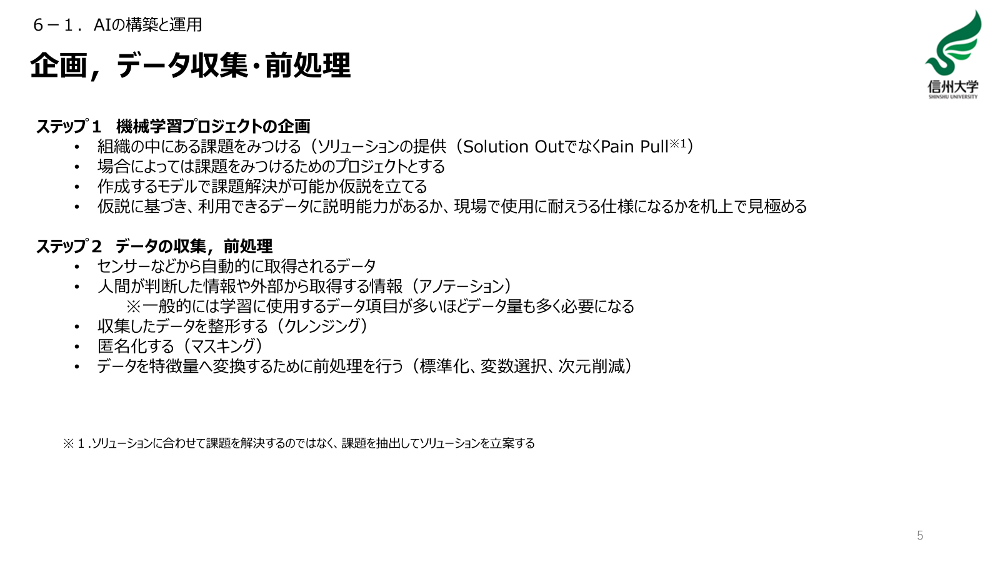 ６－１．AIの構築と運用
企画，データ収集・前処理
信州大学
SHINSHU UNIVERSITY
ステップ１　機械学習プロジェクトの企画
• 組織の中にある課題をみつける（ソリューションの提供（Solution OutでなくPain Pull※1）
• 場合によっては課題をみつけるためのプロジェクトとする
• 作成するモデルで課題解決が可能か仮説を立てる
• 仮説に基づき、利用できるデータに説明能力があるか、現場で使用に耐えうる仕様になるかを机上で見極める
ステップ２　データの収集，前処理
• センサーなどから自動的に取得されるデータ
• 人間が判断した情報や外部から取得する情報（アノテーション）
※一般的には学習に使用するデータ項目が多いほどデータ量も多く必要になる
• 収集したデータを整形する（クレンジング）
• 匿名化する（マスキング）
• データを特徴量へ変換するために前処理を行う（標準化、変数選択、次元削減）
※１.ソリューションに合わせて課題を解決するのではなく、課題を抽出してソリューションを立案する
5